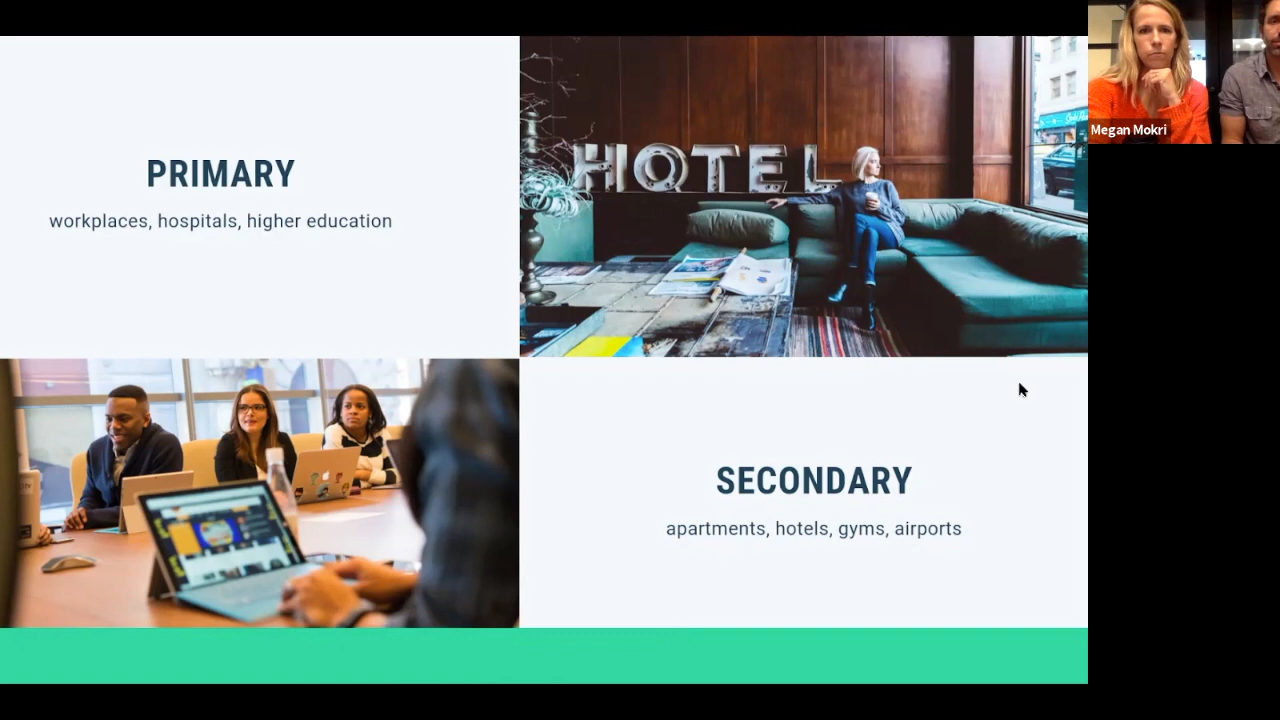 PRIMARY
workplaces, hospitals, higher education
HOTEL
SECONDARY
apartments, hotels, gyms, airports
Megan Mokri